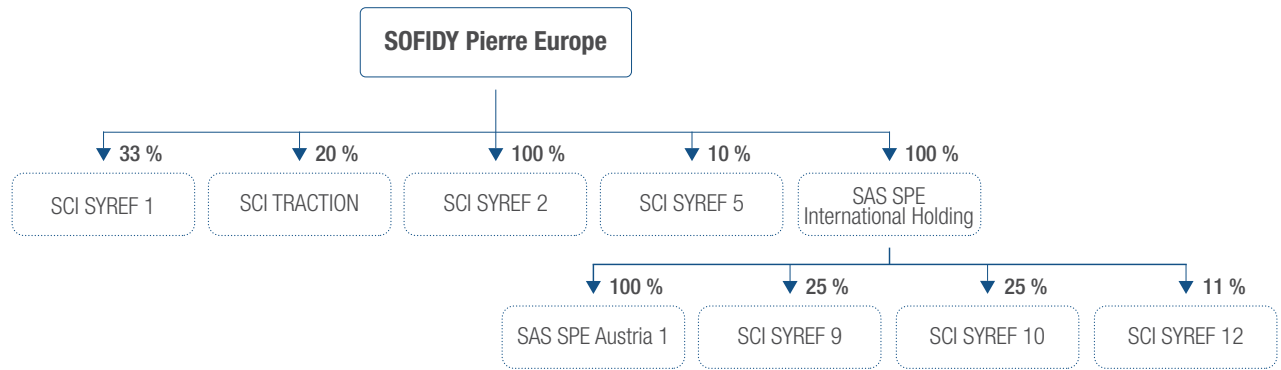 SOFIDY Pierre Europe
33 %
20 %
100 %
10 %
100 %
SCI SYREF 1
SCI TRACTION
SCI SYREF 2
SCI SYREF 5
SAS SPE
International Holding
100 %
25 %
25 %
11 %
SAS SPE Austria 1
SCI SYREF 9
SCI SYREF 10
SCI SYREF 12